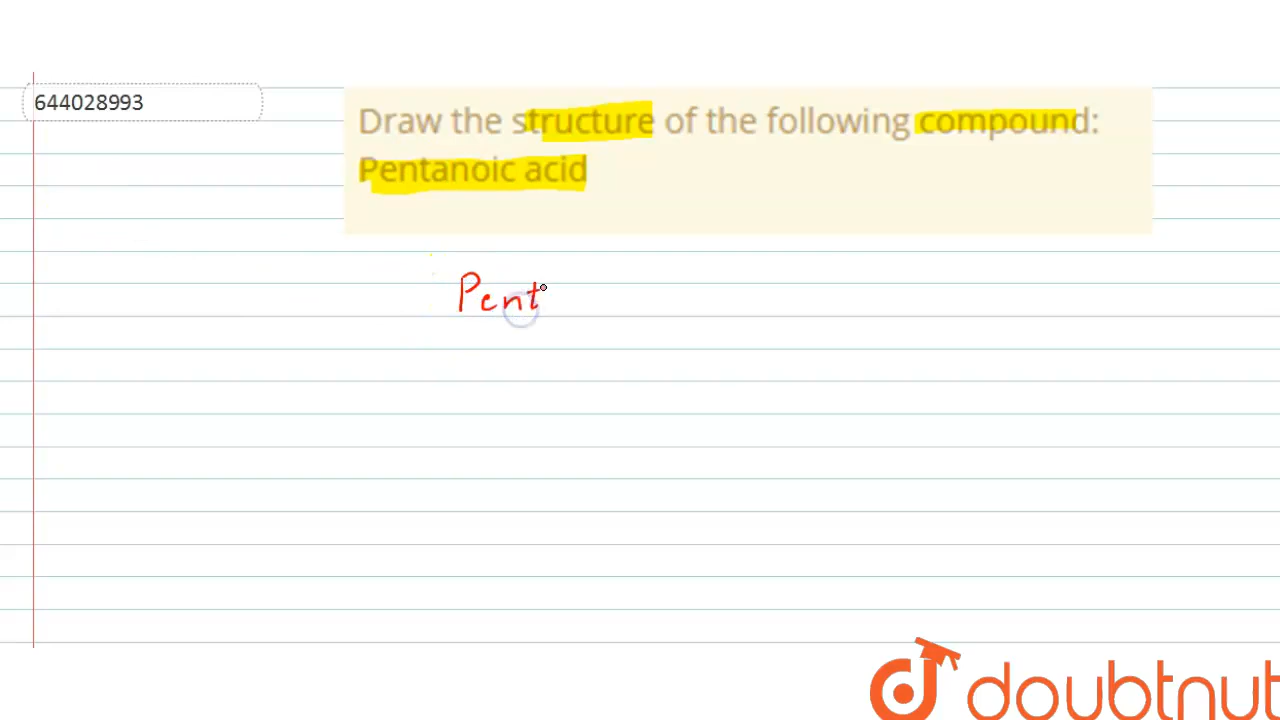 644028993
Draw the structure of the following compound:
Pentanoic acid
Pent
doubtnut